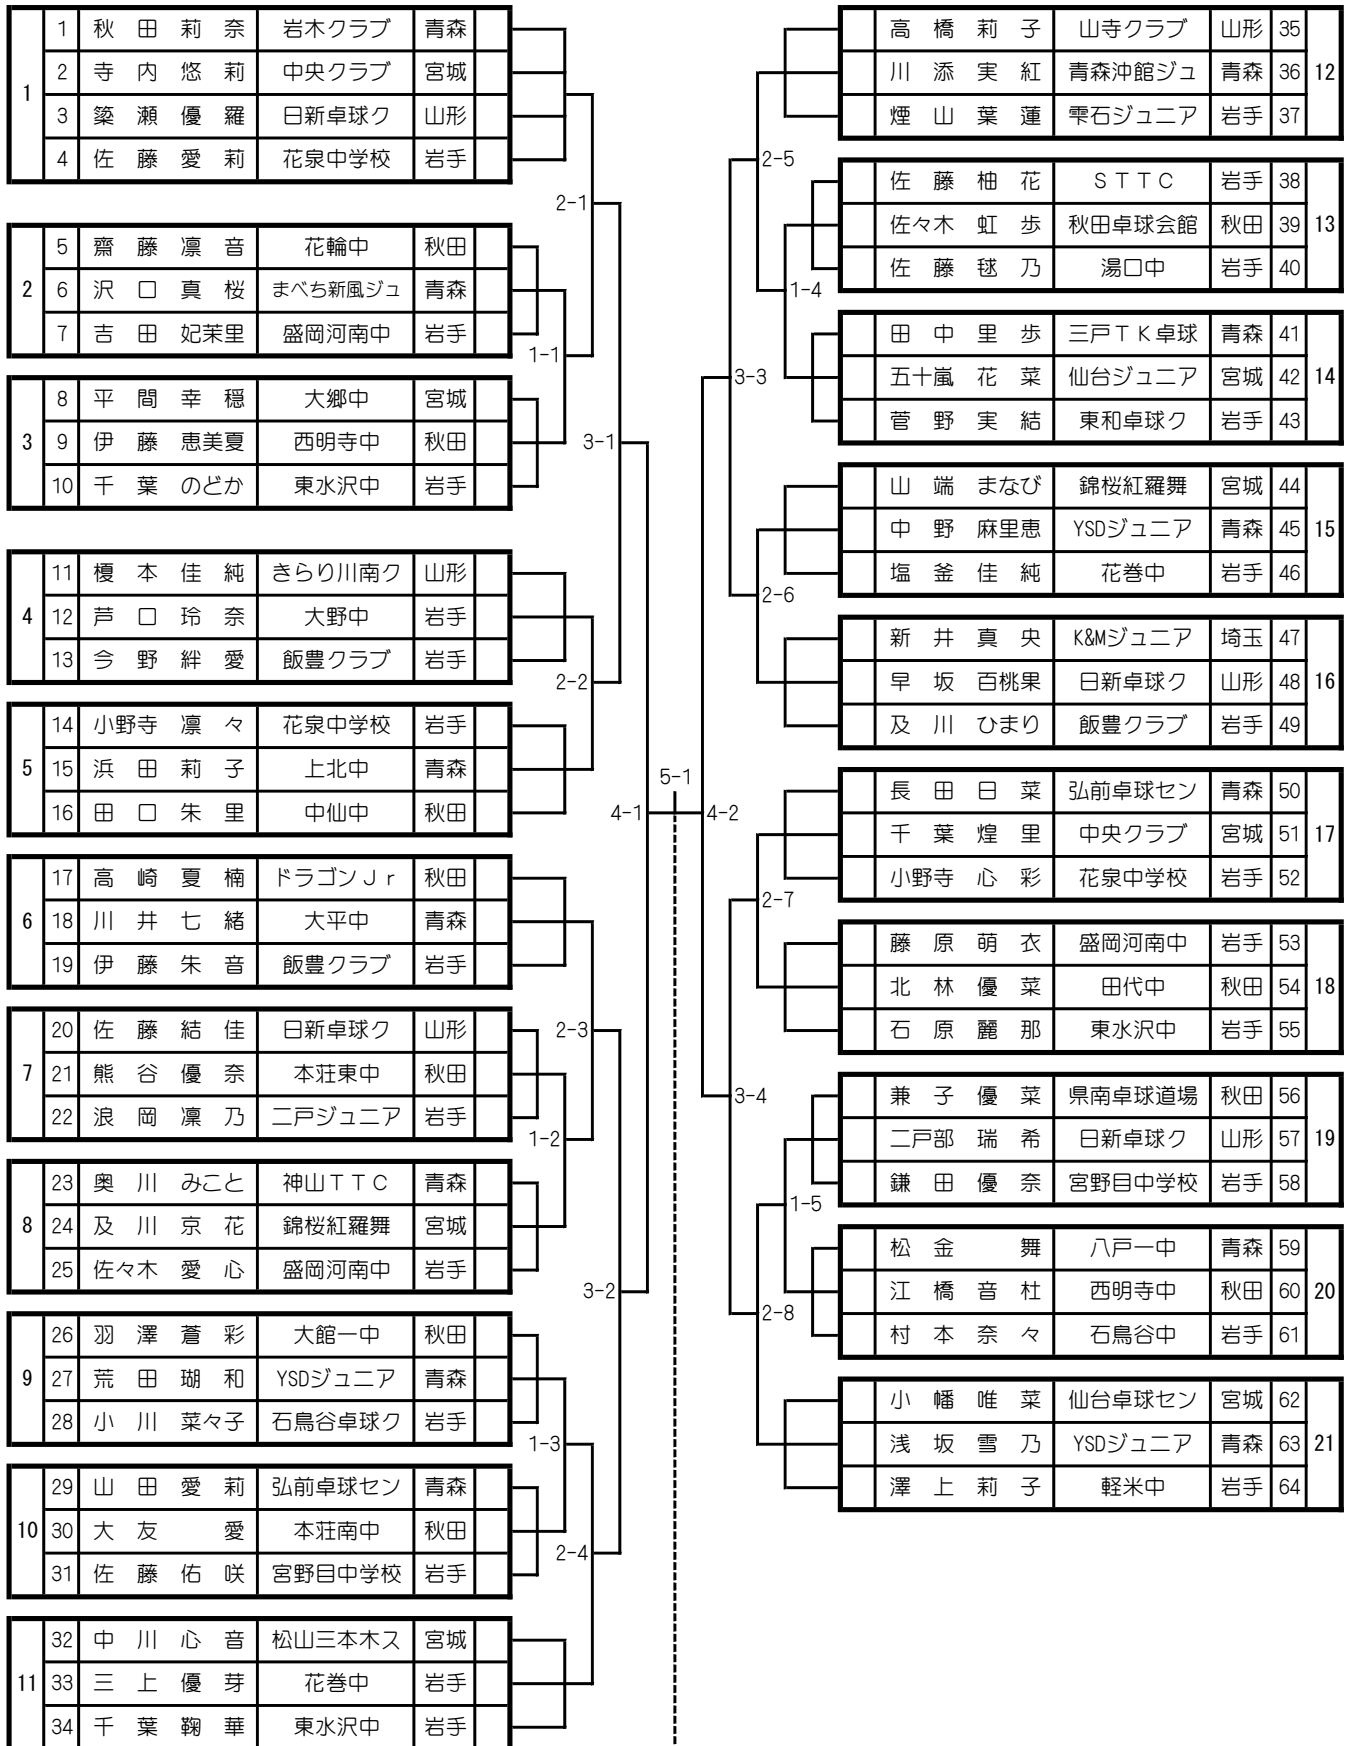 1 1 秋田莉奈 岩木クラブ 青森
2 寺内悠莉 中央クラブ 宮城
3 簗瀬優羅 日新卓球ク 山形
4 佐藤愛莉 花泉中学校 岩手
2-1
2 5 齋藤凛音 花輪中 秋田
6 沢口真桜 まべち新風ジュ 青森
7 吉田妃茉里 盛岡河南中 岩手
1-1
3 8 平間幸穏 大郷中 宮城
9 伊藤恵美夏 西明寺中 秋田
10 千葉のどか 東水沢中 岩手
3-1
4 11 榎本佳純 きらり川南ク 山形
12 芦口玲奈 大野中 岩手
13 今野絆愛 飯豊クラブ 岩手
2-2
5 14 小野寺凛々 花泉中学校 岩手
15 浜田莉子 上北中 青森
16 田口朱里 中仙中 秋田
4-1
6 17 高崎夏楠 ドラゴンJr 秋田
18 川井七緒 大平中 青森
19 伊藤朱音 飯豊クラブ 岩手
2-3
7 20 佐藤結佳 日新卓球ク 山形
21 熊谷優奈 本荘東中 秋田
22 浪岡凜乃 二戸ジュニア 岩手
1-2
8 23 奥川みこと 神山TTC 青森
24 及川京花 錦桜紅羅舞 宮城
25 佐々木愛心 盛岡河南中 岩手
3-2
9 26 羽澤蒼彩 大館一中 秋田
27 荒田瑚和 YSDジュニア 青森
28 小川菜々子 石鳥谷卓球ク 岩手
1-3
10 29 山田愛莉 弘前卓球セン 青森
30 大友愛 本荘南中 秋田
31 佐藤佑咲 宮野目中学校 岩手
2-4
11 32 中川心音 松山三本木ス 宮城
33 三上優芽 花巻中 岩手
34 千葉鞠華 東水沢中 岩手
5-1
高橋莉子 山寺クラブ 山形 35
川添実紅 青森沖館ジュ 青森 36 12
煙山葉蓮 雫石ジュニア 岩手 37
2-5
佐藤柚花 STTC 岩手 38
佐々木虹歩 秋田卓球会館 秋田 39 13
佐藤毬乃 湯口中 岩手 40
1-4
田中里歩 三戸TK卓球 青森 41
五十嵐花菜 仙台ジュニア 宮城 42 14
菅野実結 東和卓球ク 岩手 43
3-3
山端まなび 錦桜紅羅舞 宮城 44
中野麻里恵 YSDジュニア 青森 45 15
塩釜佳純 花巻中 岩手 46
2-6
新井真央 K&Mジュニア 埼玉 47
早坂百桃果 日新卓球ク 山形 48 16
及川ひまり 飯豊クラブ 岩手 49
4-2
長田日菜 弘前卓球セン 青森 50
千葉煌里 中央クラブ 宮城 51 17
小野寺心彩 花泉中学校 岩手 52
2-7
藤原萌衣 盛岡河南中 岩手 53
北林優菜 田代中 秋田 54 18
石原麗那 東水沢中 岩手 55
3-4
兼子優菜 県南卓球道場 秋田 56
二戸部瑞希 日新卓球ク 山形 57 19
鎌田優奈 宮野目中学校 岩手 58
1-5
松金舞 八戸一中 青森 59
江橋音杜 西明寺中 秋田 60 20
村本奈々 石鳥谷中 岩手 61
2-8
小幡唯菜 仙台卓球セン 宮城 62
浅坂雪乃 YSDジュニア 青森 63 21
澤上莉子 軽米中 岩手 64